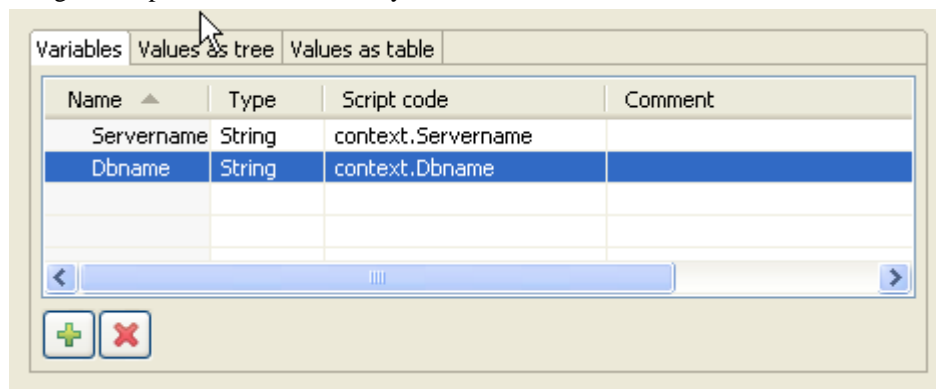 Variables Values as tree Values as table
Name Type Script code Comment
Servername String context.Servername
Dbname String context.Dbname